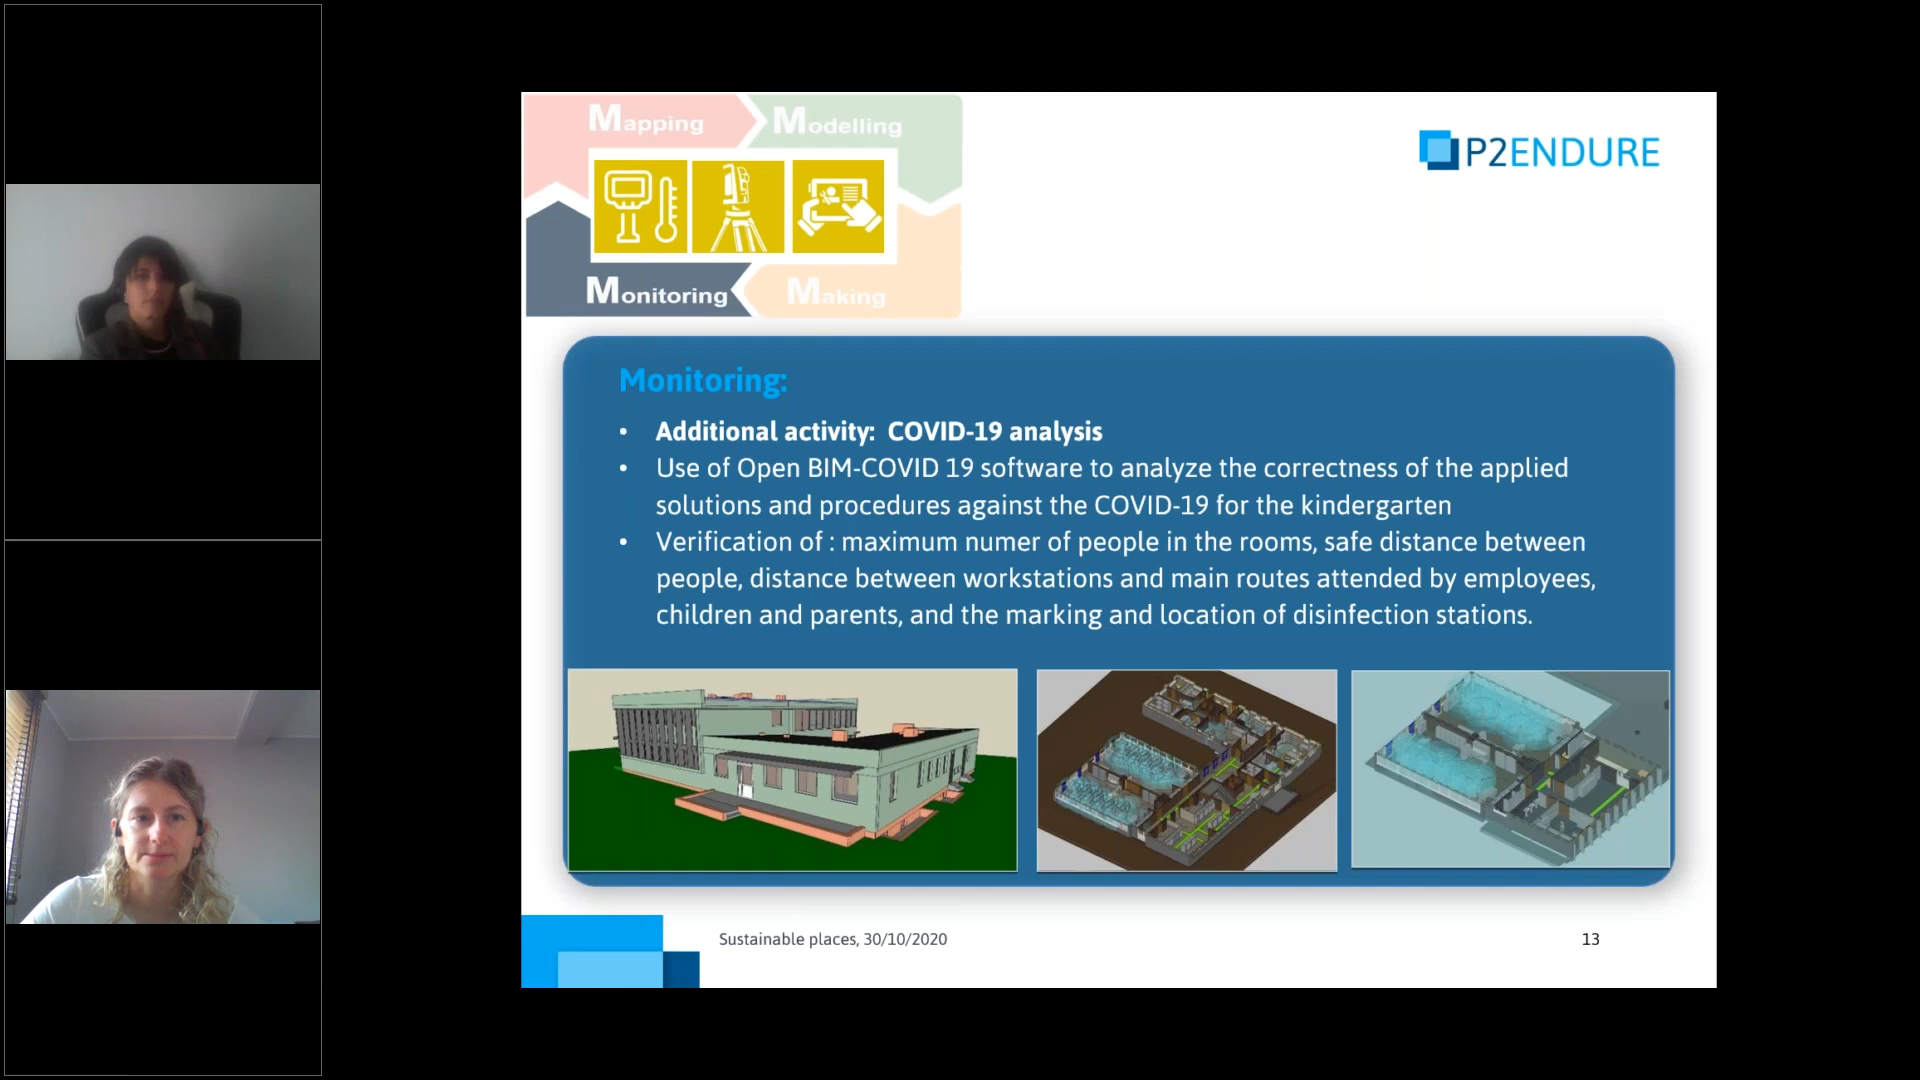 Mapping
Modelling
P2ENDURE
Monitoring
Making
Monitoring:
• Additional activity: COVID-19 analysis
• Use of Open BIM-COVID 19 software to analyze the correctness of the applied
solutions and procedures against the COVID-19 for the kindergarten
• Verification of : maximum numer of people in the rooms, safe distance between
people, distance between workstations and main routes attended by employees,
children and parents, and the marking and location of disinfection stations.
Sustainable places, 30/10/2020
13